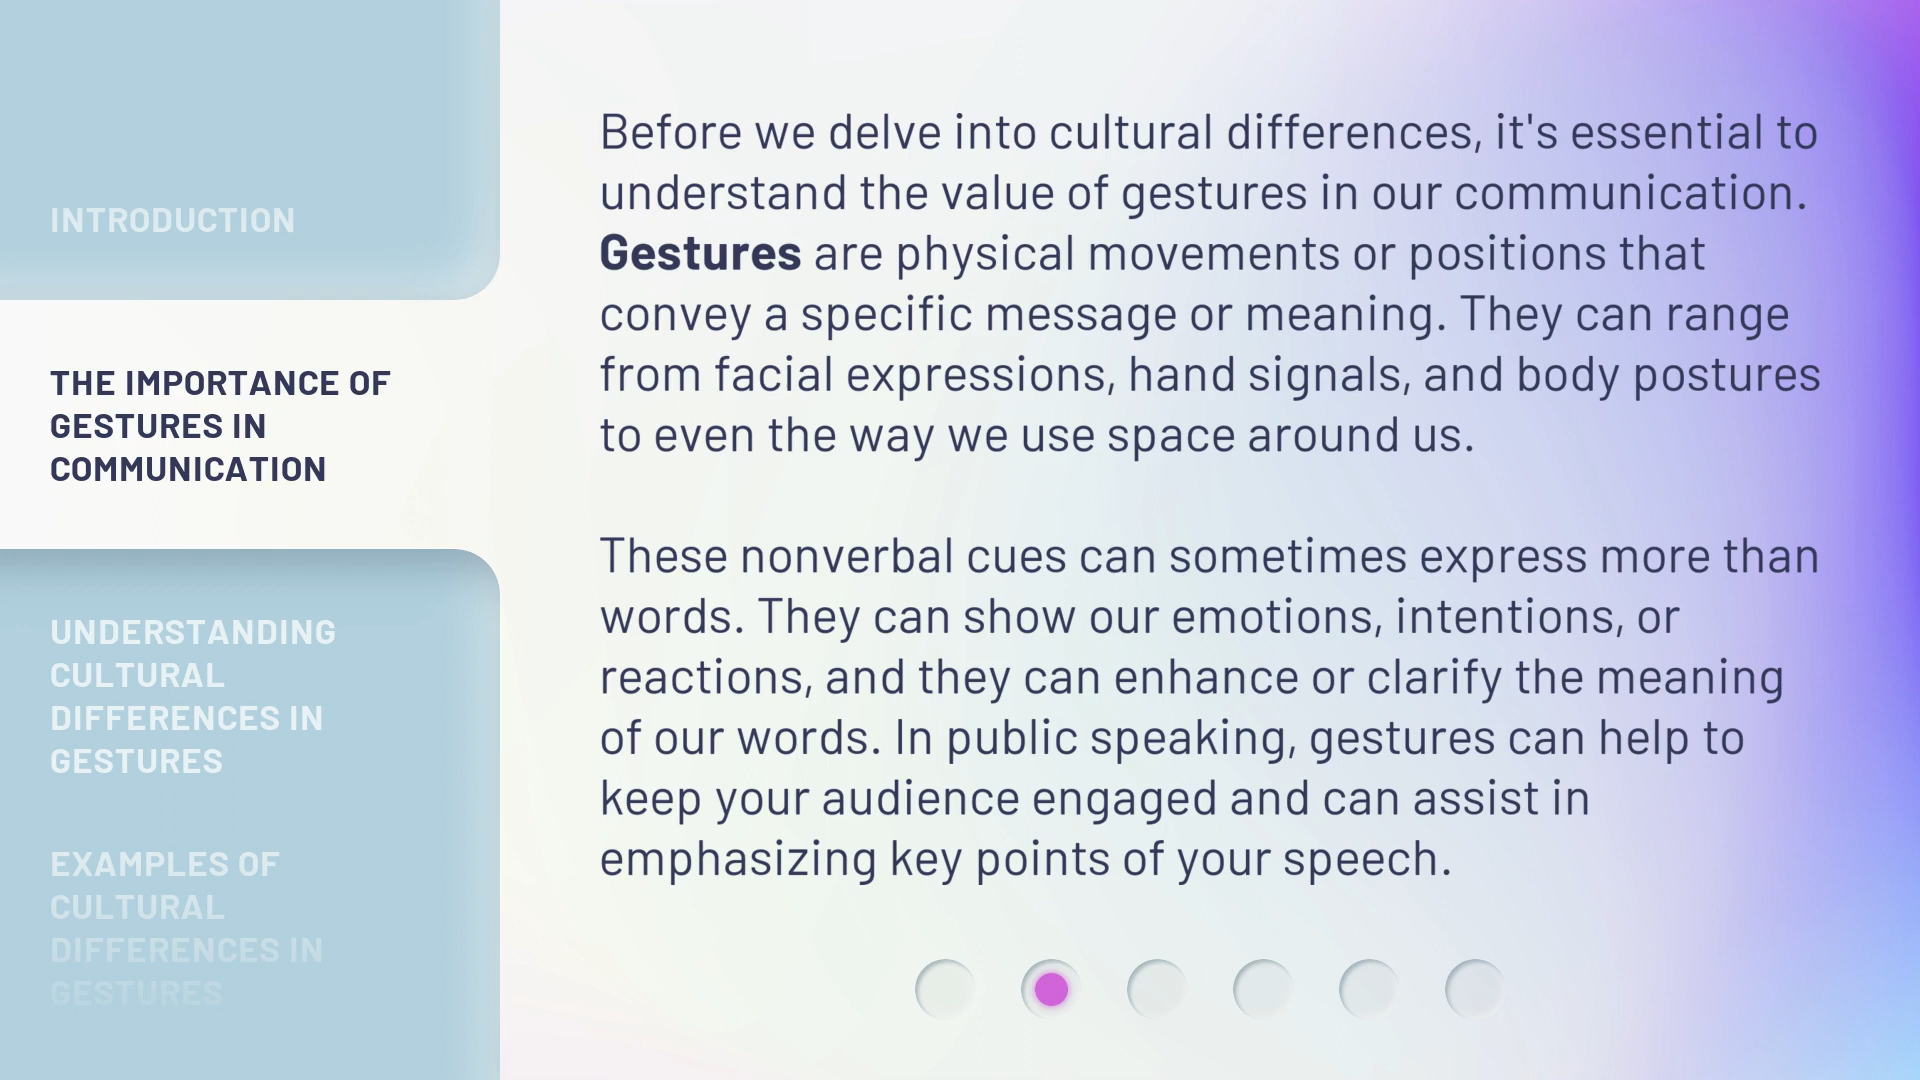 INTRODUCTION
THE IMPORTANCE OF
GESTURES IN
COMMUNICATION
UNDERSTANDING
CULTURAL
DIFFERENCES IN
GESTURES
EXAMPLES OF
CULTURAL
DIFFERENCES IN
GESTURES
Before we delve into cultural differences, it's essential to
understand the value of gestures in our communication.
Gestures are physical movements or positions that
convey a specific message or meaning. They can range
from facial expressions, hand signals, and body postures
to even the way we use space around us.
These nonverbal cues can sometimes express more than
words. They can show our emotions, intentions, or
reactions, and they can enhance or clarify the meaning
of our words. In public speaking, gestures can help to
keep your audience engaged and can assist in
emphasizing key points of your speech.